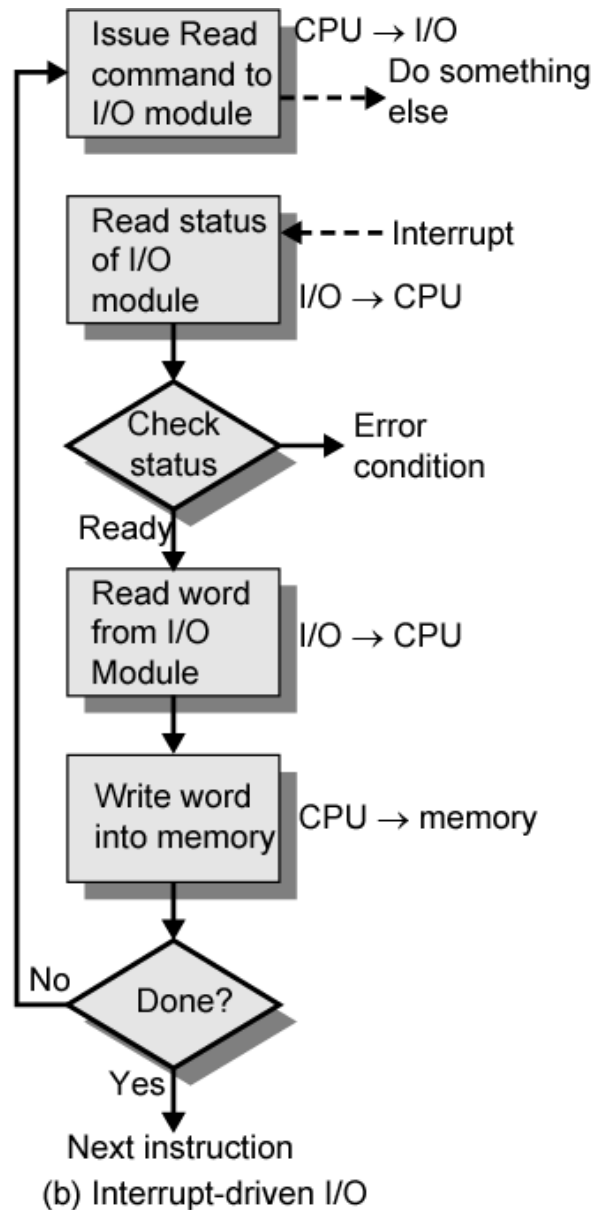 Issue Read
command to
I/O module
CPU → I/O
Do something
else
Read status
of I/O
module
Interrupt
I/O → CPU
Check
status
Error
condition
Ready
Read word
from I/O
Module
I/O → CPU
Write word
into memory
CPU → memory
No
Done?
Yes
Next instruction
(b) Interrupt-driven I/O